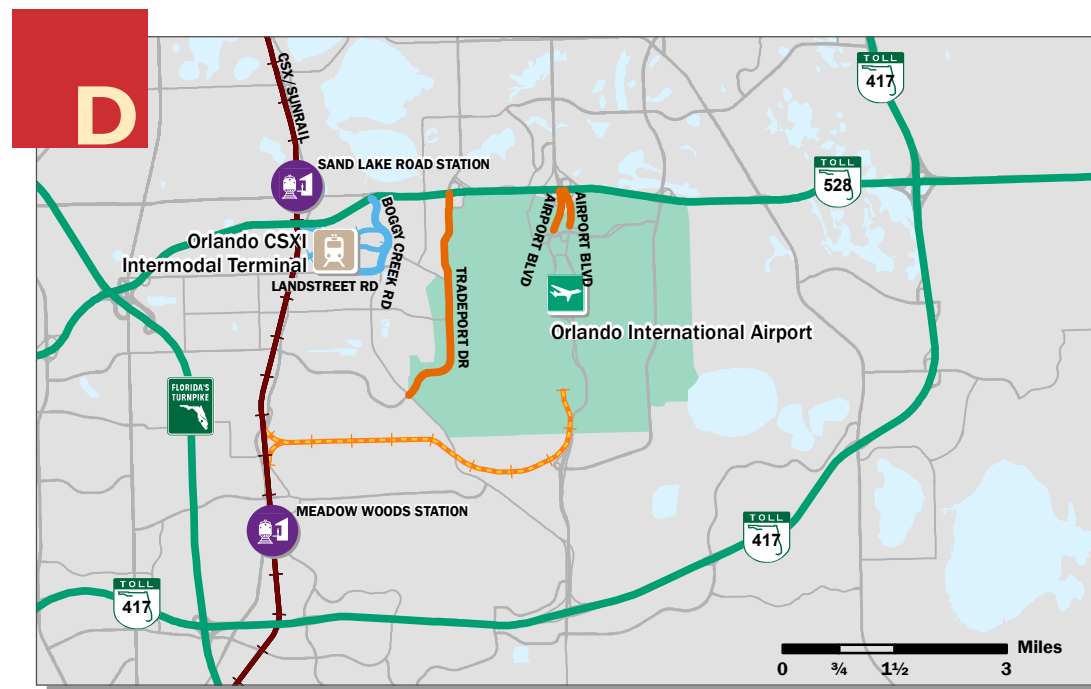 D
CSX/SUNRAIL
TOLL
417
SAND LAKE ROAD STATION
TOLL
528
BOGGY CREEK RD
AIRPORT BLVD
AIRPORT BLVD
Orlando CSXI
Intermodal Terminal
LANDSTREET RD
TRADEPORT DR
Orlando International Airport
FLORIDA'S
TURNPIKE
MEADOW WOODS STATION
TOLL
417
TOLL
417
Miles
0 ¾ 1½ 3